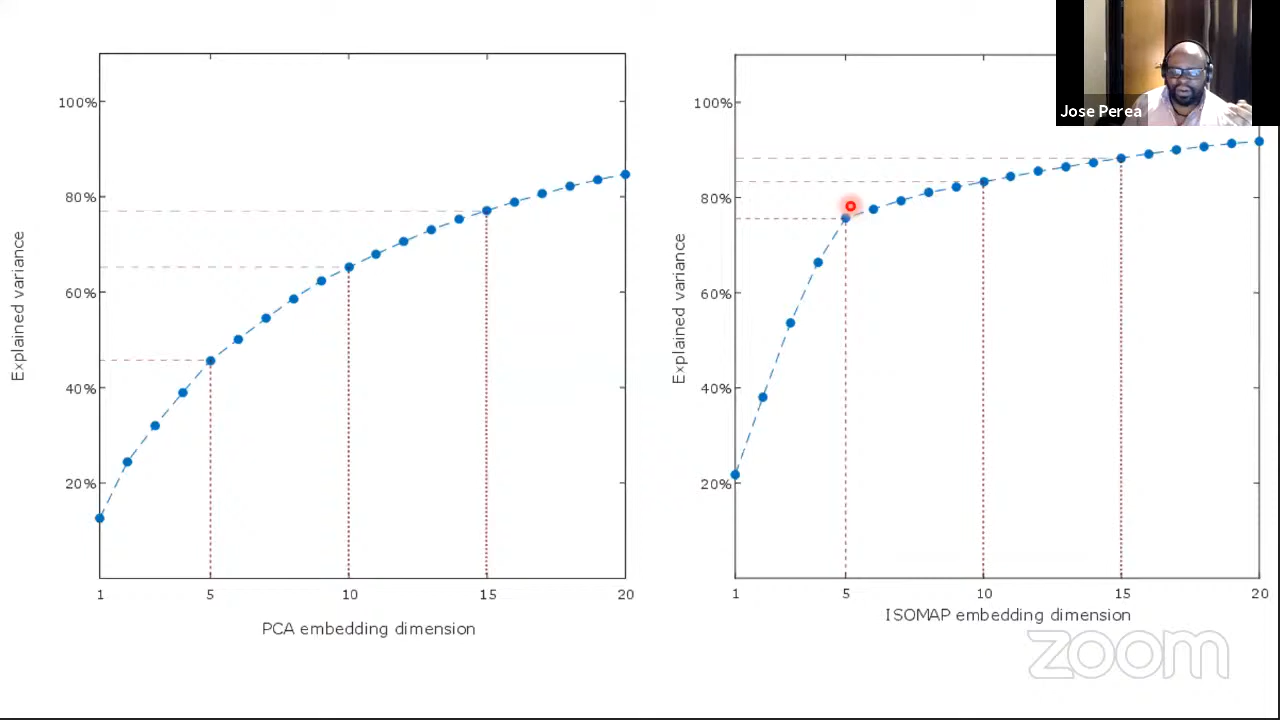 Jose Perea
100%
80%
60%
40%
20%
Explained variance
1 5 10 15 20
PCA embedding dimension
100%
80%
60%
40%
20%
Explained variance
1 5 10 15 20
ISOMAP embedding dimension
zoom